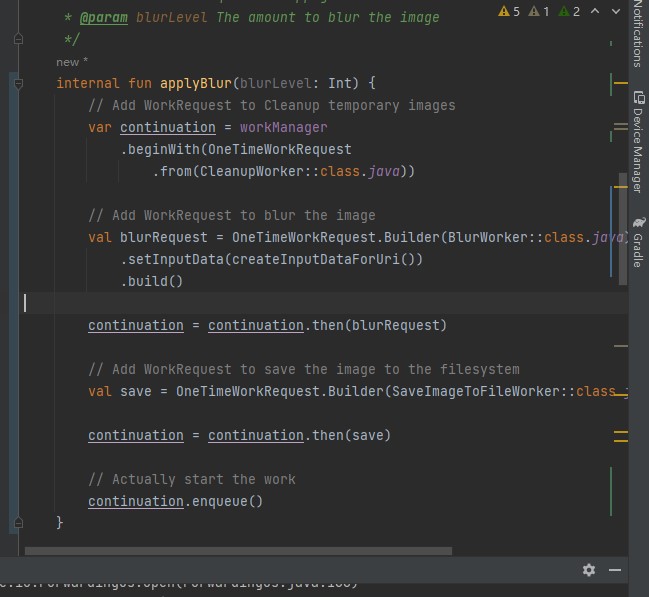 * @param blurLevel The amount to blur the image
*/
5 1 2
new *
internal fun applyBlur(blurLevel: Int) {
// Add WorkRequest to Cleanup temporary images
var continuation = workManager
.beginWith(OneTimeWorkRequest
.from(CleanupWorker::class.java))
// Add WorkRequest to blur the image
val blurRequest = OneTimeWorkRequest.Builder(BlurWorker::class.java)
.setInputData(createInputDataForUri())
.build()
continuation = continuation.then(blurRequest)
// Add WorkRequest to save the image to the filesystem
val save = OneTimeWorkRequest.Builder(SaveImageToFileWorker::class.
continuation = continuation.then(save)
// Actually start the work
continuation.enqueue()
}
Notifications
Device Manager
Gradle